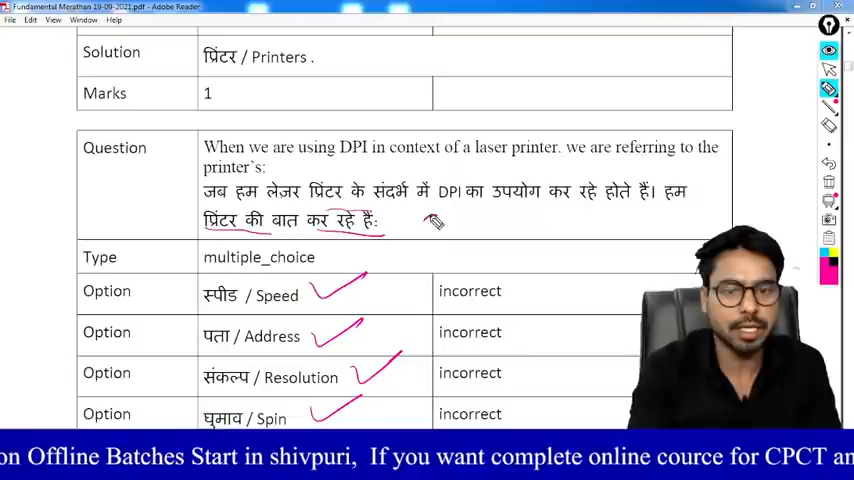 Fundamental Merathan 19-09-2021.pdf - Adobe Reader
File Edit View Window Help
Solution प्रिंटर / Printers .
Marks 1
Question When we are using DPI in context of a laser printer. we are referring to the
printer's:
जब हम लेज़र प्रिंटर के संदर्भ में DPI का उपयोग कर रहे होते हैं। हम
प्रिंटर की बात कर रहे हैं:
Type multiple_choice
Option स्पीड / Speed incorrect
Option पता / Address incorrect
Option संकल्प / Resolution incorrect
Option घुमाव / Spin incorrect
on Offline Batches Start in shivpuri, If you want complete online cource for CPCT an